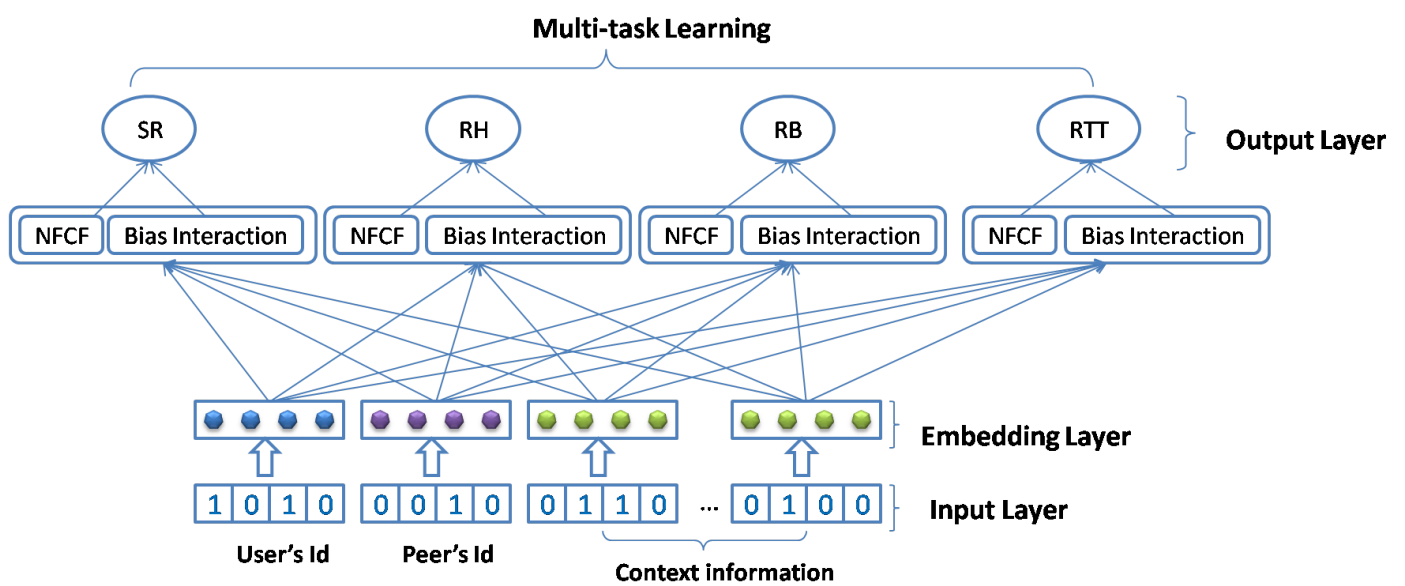 Multi-task Learning
SR RH RB RTT
Output Layer
NFCF Bias Interaction NFCF Bias Interaction NFCF Bias Interaction NFCF Bias Interaction
Embedding Layer
1 0 1 0 0 0 1 0 0 1 1 0 ... 0 1 0 0
Input Layer
User's Id Peer's Id
Context information